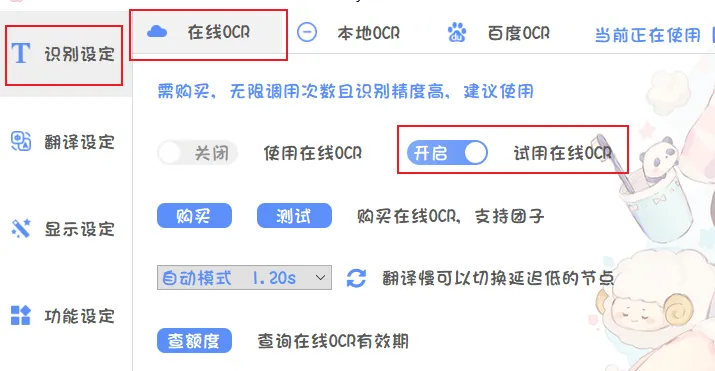 识别设定
翻译设定
显示设定
功能设定
在线OCR 本地OCR 百度OCR 当前正在使用
需购买, 无限调用次数且识别精度高, 建议使用
关闭 使用在线OCR 开启 试用在线OCR
购买 测试 购买在线OCR, 支持团子
自动模式 1.20s 翻译慢可以切换延迟低的节点
查额度 查询在线OCR有效期